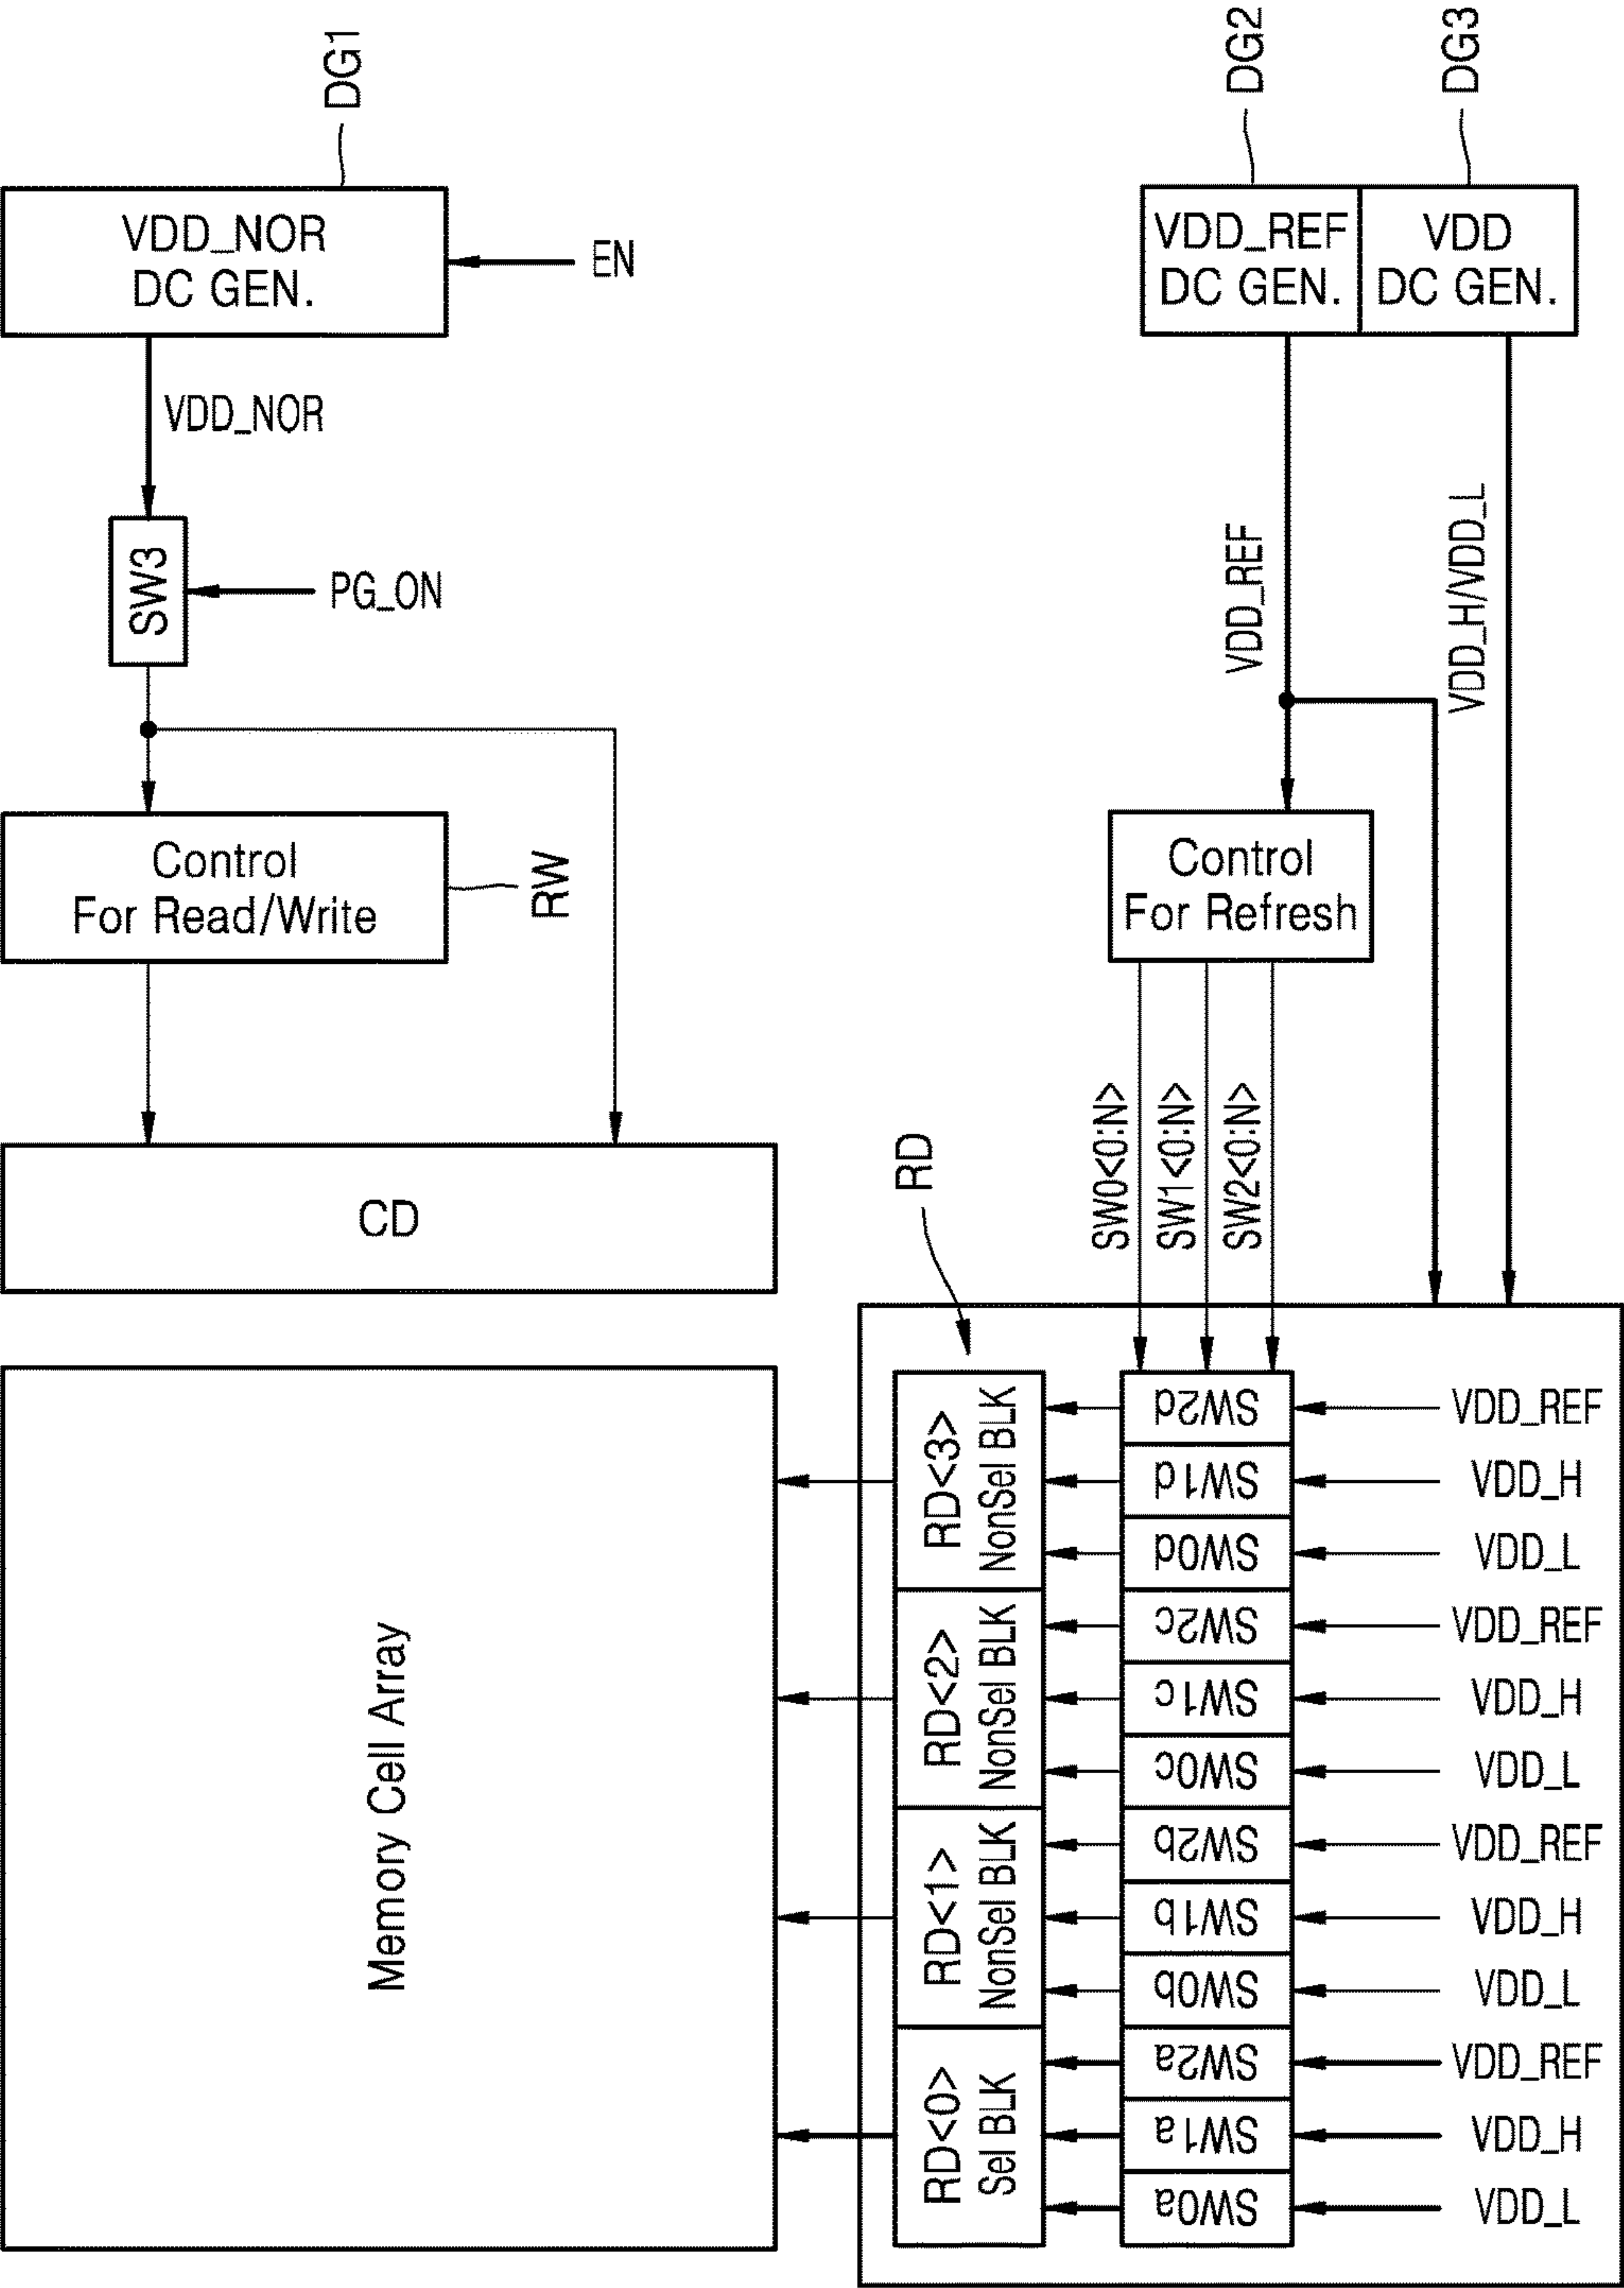 DG1
DG2
DG3
VDD_NOR
DC GEN.
EN
VDD_REF
DC GEN.
VDD
DC GEN.
VDD_NOR
SW3
PG_ON
VDD_REF
VDD_H/VDD_L
Control
For Read/Write
RW
Control
For Refresh
CD
RD
SW0<0:N>
SW1<0:N>
SW2<0:N>
Memory Cell Array
RD<3>
NonSel BLK
SW2d
VDD_REF
SW1d
VDD_H
SW0d
VDD_L
RD<2>
NonSel BLK
SW2c
VDD_REF
SW1c
VDD_H
SW0c
VDD_L
RD<1>
NonSel BLK
SW2b
VDD_REF
SW1b
VDD_H
SW0b
VDD_L
RD<0>
Sel BLK
SW2a
VDD_REF
SW1a
VDD_H
SW0a
VDD_L